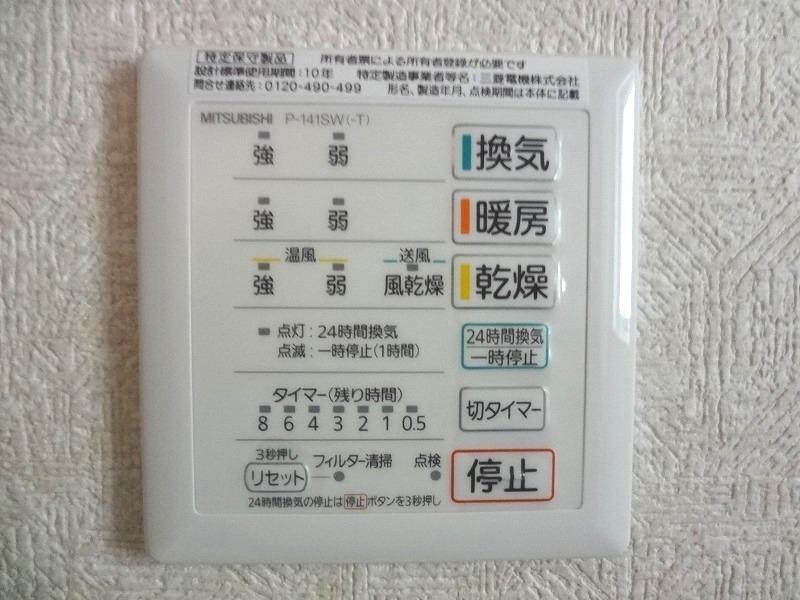 特定保守製品 所有者票による所有者登録が必要です
設計標準使用期間：10年 特定製造事業者等名：三菱電機株式会社
問合せ連絡先：0120-490-499 形名、製造年月、点検期間は本体に記載
MITSUBISHI P-141SW(-T)
強 弱 換気
強 弱 暖房
温風 送風
強 弱 風乾燥 乾燥
点灯：24時間換気
点滅：一時停止(1時間)
24時間換気
一時停止
タイマー(残り時間)
8 6 4 3 2 1 0.5
切タイマー
3秒押し
リセット フィルター清掃 点検
停止
24時間換気の停止は停止ボタンを3秒押し